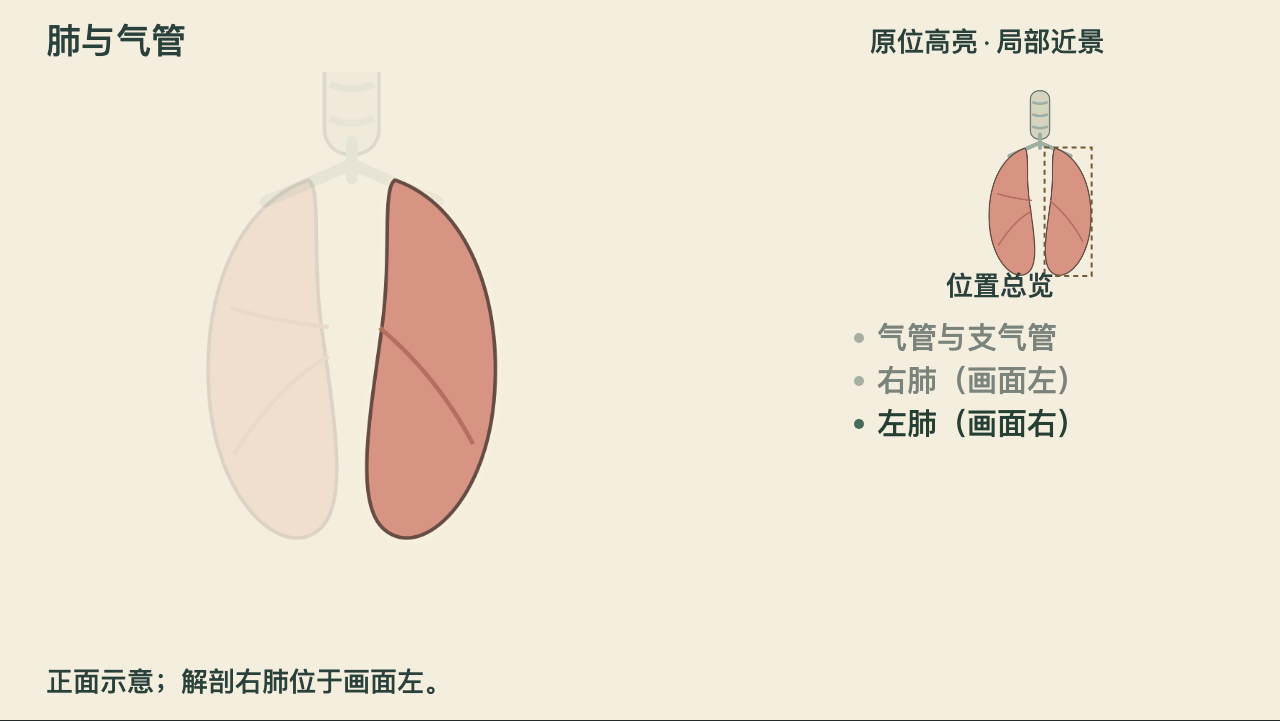 肺与气管
原位高亮 · 局部近景
位置总览
气管与支气管
右肺（画面左）
左肺（画面右）
正面示意；解剖右肺位于画面左。